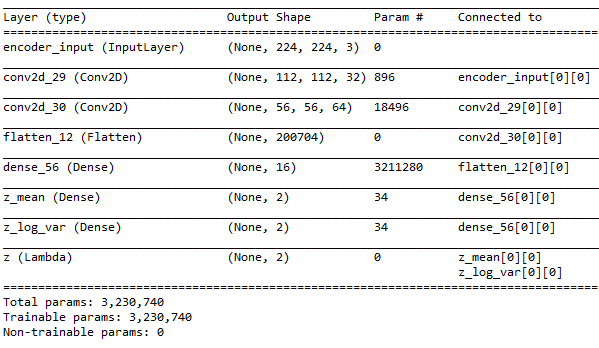 Layer (type) Output Shape Param # Connected to
encoder_input (InputLayer) (None, 224, 224, 3) 0
conv2d_29 (Conv2D) (None, 112, 112, 32) 896 encoder_input[0][0]
conv2d_30 (Conv2D) (None, 56, 56, 64) 18496 conv2d_29[0][0]
flatten_12 (Flatten) (None, 200704) 0 conv2d_30[0][0]
dense_56 (Dense) (None, 16) 3211280 flatten_12[0][0]
z_mean (Dense) (None, 2) 34 dense_56[0][0]
z_log_var (Dense) (None, 2) 34 dense_56[0][0]
z (Lambda) (None, 2) 0 z_mean[0][0]
z_log_var[0][0]
Total params: 3,230,740
Trainable params: 3,230,740
Non-trainable params: 0